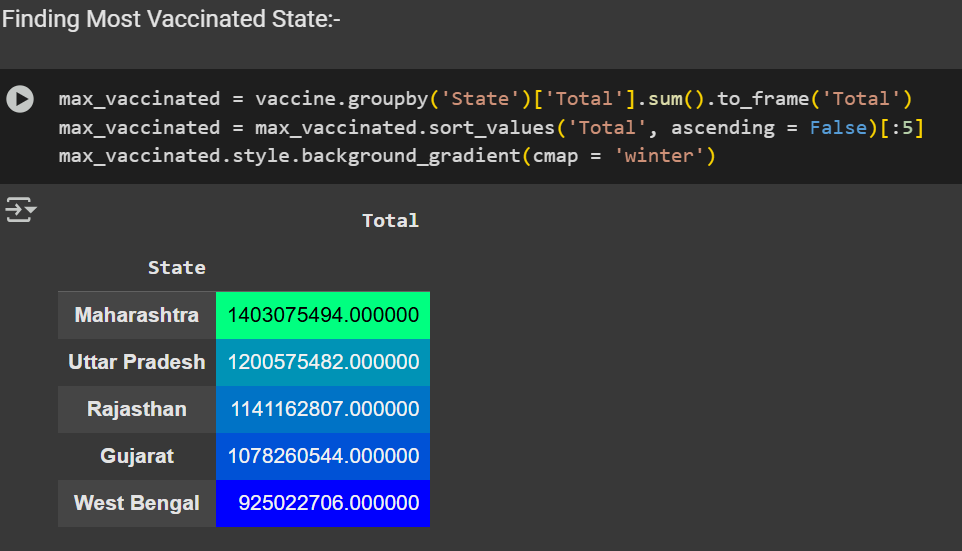 Finding Most Vaccinated State:-
max_vaccinated = vaccine.groupby('State')['Total'].sum().to_frame('Total')
max_vaccinated = max_vaccinated.sort_values('Total', ascending = False)[:5]
max_vaccinated.style.background_gradient(cmap = 'winter')
Total
State
Maharashtra 1403075494.000000
Uttar Pradesh 1200575482.000000
Rajasthan 1141162807.000000
Gujarat 1078260544.000000
West Bengal 925022706.000000